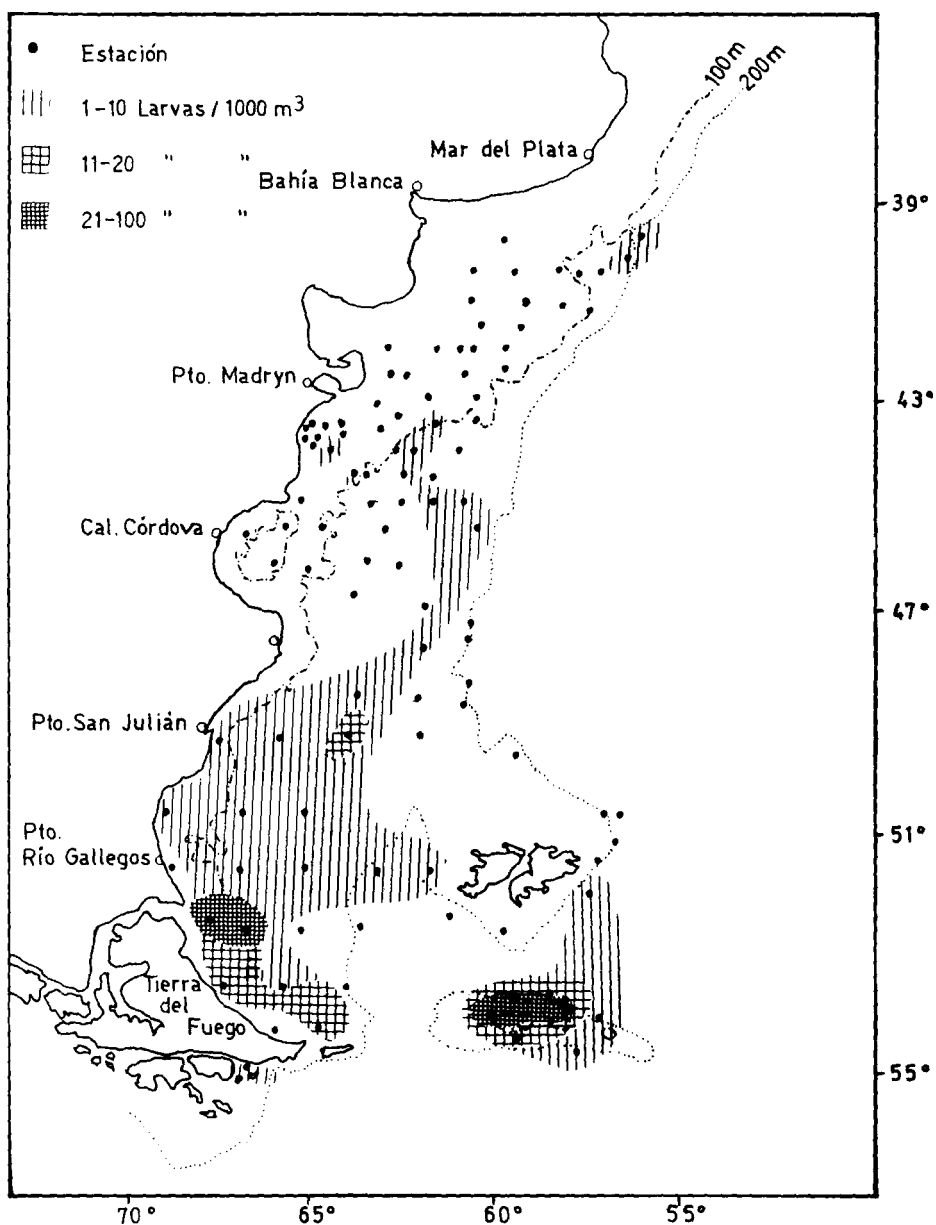 Estación
1-10 Larvas / 1000 m³
11-20 " "
21-100 " "
100m
200m
Mar del Plata
Bahía Blanca
39°
Pto. Madryn
43°
Cal. Córdova
47°
Pto. San Julián
51°
Pto.
Río Gallegos
Tierra
del
Fuego
55°
70°
65°
60°
55°